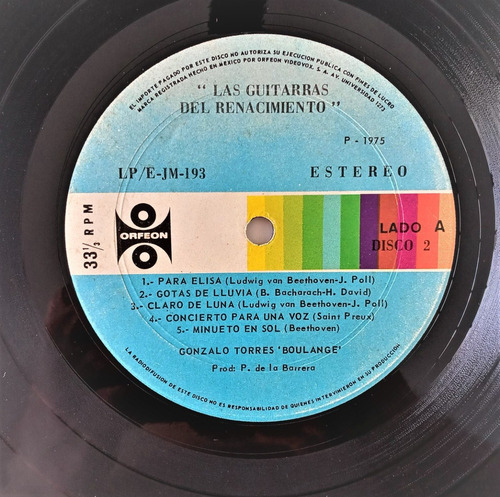 EL IMPORTE PAGADO POR ESTE DISCO NO AUTORIZA SU EJECUCION PUBLICA CON FINES DE LUCRO
MARCA REGISTRADA HECHO EN MEXICO POR ORFEON VIDEOVOX, S. A. AV. UNIVERSIDAD 1273
" LAS GUITARRAS
DEL RENACIMIENTO "
P - 1975
LP/E-JM-193
ESTEREO
33⅓ RPM
ORFEON
LADO A
DISCO 2
1.- PARA ELISA (Ludwig van Beethoven-J. Poll)
2.- GOTAS DE LLUVIA (B. Bacharach-H. David)
3.- CLARO DE LUNA (Ludwig van Beethoven-J. Poll)
4.- CONCIERTO PARA UNA VOZ (Saint Preux)
5.- MINUETO EN SOL (Beethoven)
GONZALO TORRES 'BOULANGE'
Prod: P. de la Barrera
LA RADIODIFUSION DE ESTE DISCO NO ES RESPONSABILIDAD DE QUIENES INTERVINIERON EN SU PRODUCCION